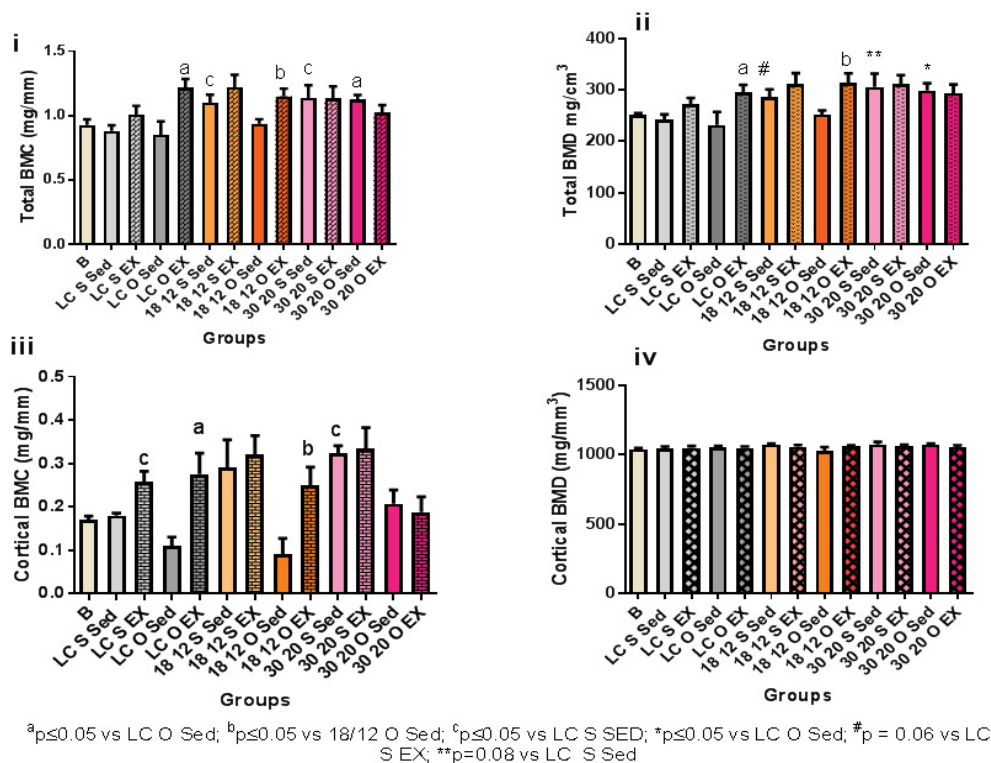 i
a
c
b
c
a
Total BMC (mg/mm)
1.5
1.0
0.5
0.0
B
LC S Sed
LC S EX
LC O Sed
LC O EX
18 12 S Sed
18 12 S EX
18 12 O Sed
18 12 O EX
30 20 S Sed
30 20 S EX
30 20 O Sed
30 20 O EX
Groups
ii
a
#
b
**
*
Total BMD mg/cm³
400
300
200
100
0
B
LC S Sed
LC S EX
LC O Sed
LC O EX
18 12 S Sed
18 12 S EX
18 12 O Sed
18 12 O EX
30 20 S Sed
30 20 S EX
30 20 O Sed
30 20 O EX
Groups
iii
c
a
b
c
Cortical BMC (mg/mm)
0.5
0.4
0.3
0.2
0.1
0.0
B
LC S Sed
LC S EX
LC O Sed
LC O EX
18 12 S Sed
18 12 S EX
18 12 O Sed
18 12 O EX
30 20 S Sed
30 20 S EX
30 20 O Sed
30 20 O EX
Groups
iv
Cortical BMD (mg/mm³)
1500
1000
500
0
B
LC S Sed
LC S EX
LC O Sed
LC O EX
18 12 S Sed
18 12 S EX
18 12 O Sed
18 12 O EX
30 20 S Sed
30 20 S EX
30 20 O Sed
30 20 O EX
Groups
ᵃp≤0.05 vs LC O Sed; ᵇp≤0.05 vs 18/12 O Sed; ᶜp≤0.05 vs LC S SED; *p≤0.05 vs LC O Sed; #p = 0.06 vs LC
S EX; **p=0.08 vs LC S Sed